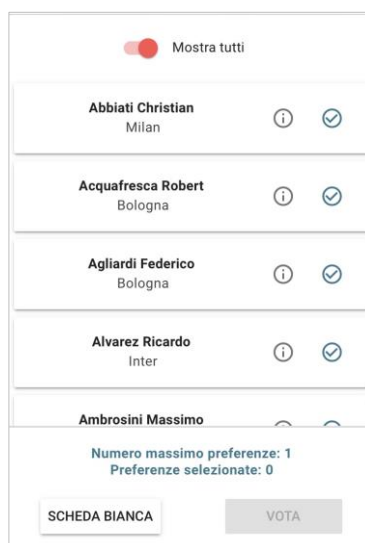 Mostra tutti
Abbiati Christian
Milan
Acquafresca Robert
Bologna
Agliardi Federico
Bologna
Alvarez Ricardo
Inter
Ambrosini Massimo
Numero massimo preferenze: 1
Preferenze selezionate: 0
SCHEDA BIANCA VOTA